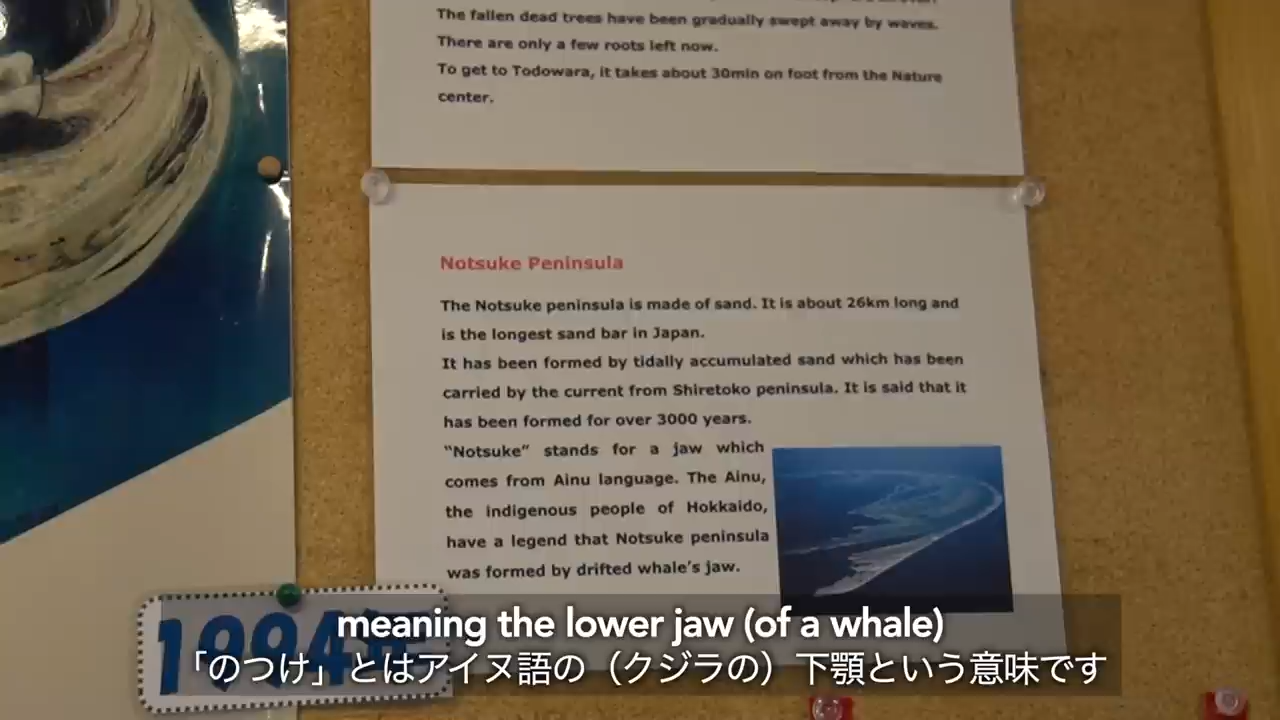 The fallen dead trees have been gradually swept away by waves.
There are only a few roots left now.
To get to Todowara, it takes about 30min on foot from the Nature
center.
Notsuke Peninsula
The Notsuke peninsula is made of sand. It is about 26km long and
is the longest sand bar in Japan.
It has been formed by tidally accumulated sand which has been
carried by the current from Shiretoko peninsula. It is said that it
has been formed for over 3000 years.
“Notsuke” stands for a jaw which
comes from Ainu language. The Ainu,
the indigenous people of Hokkaido,
have a legend that Notsuke peninsula
was formed by drifted whale’s jaw.
1994年
meaning the lower jaw (of a whale)
「のつけ」とはアイヌ語の（クジラの）下顎という意味です